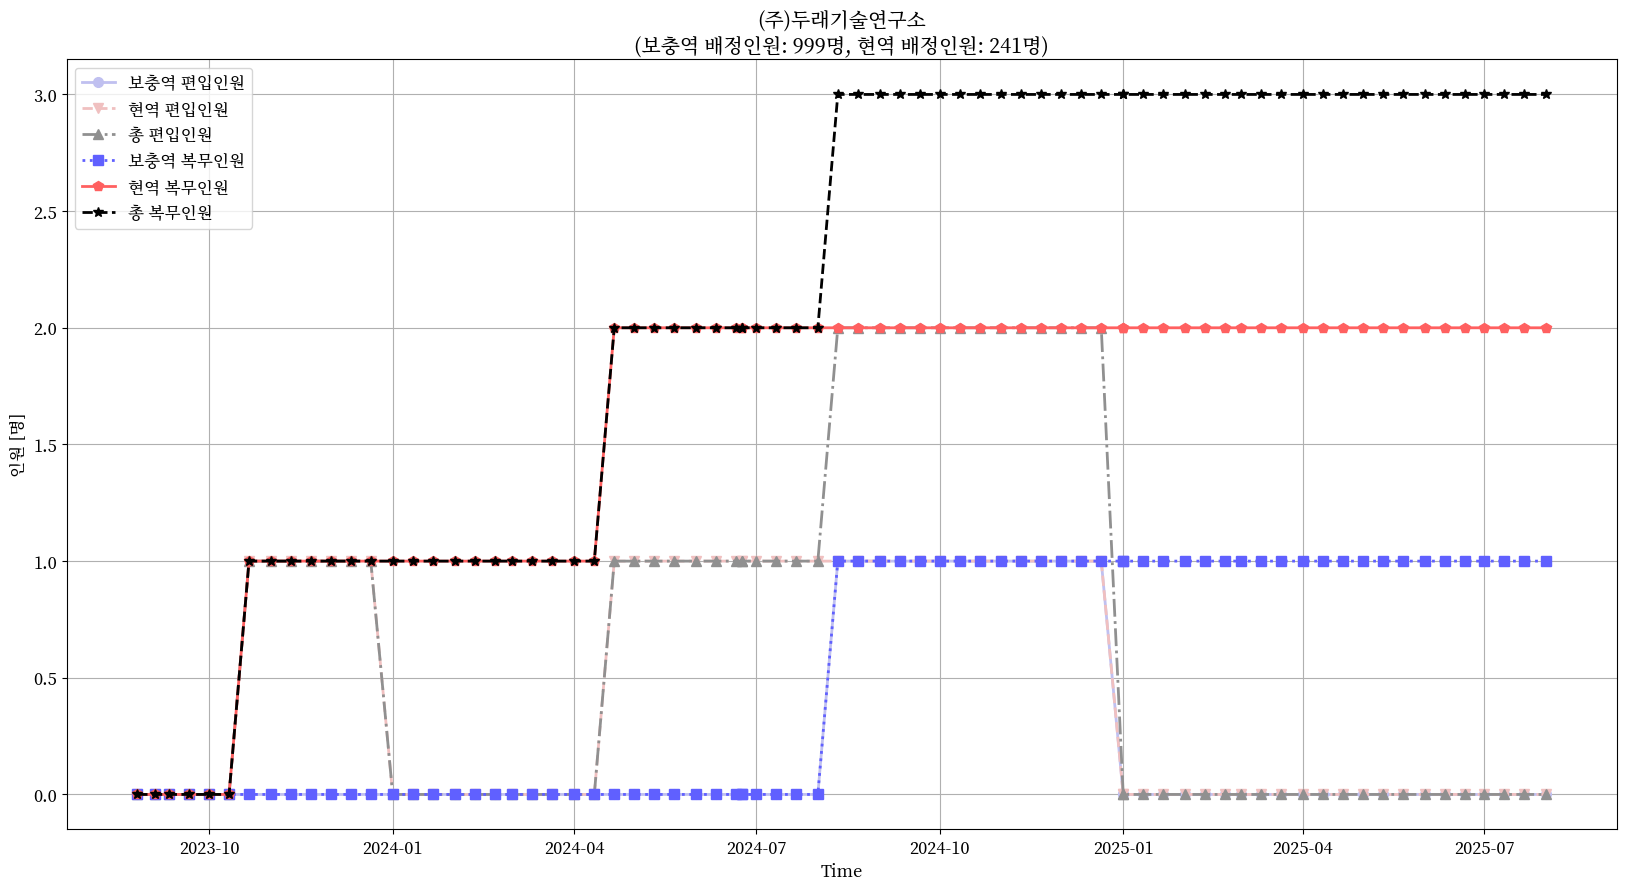 (주)두래기술연구소
(보충역 배정인원: 999명, 현역 배정인원: 241명)
보충역 편입인원
현역 편입인원
총 편입인원
보충역 복무인원
현역 복무인원
총 복무인원
인원 [명]
3.0
2.5
2.0
1.5
1.0
0.5
0.0
2023-10
2024-01
2024-04
2024-07
2024-10
2025-01
2025-04
2025-07
Time